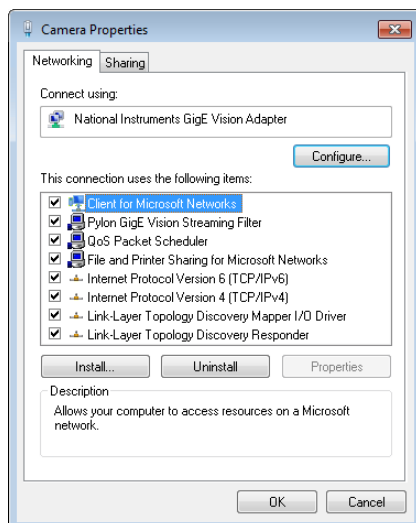 Camera Properties
Networking
Sharing
Connect using:
National Instruments GigE Vision Adapter
Configure...
This connection uses the following items:
Client for Microsoft Networks
Pylon GigE Vision Streaming Filter
QoS Packet Scheduler
File and Printer Sharing for Microsoft Networks
Internet Protocol Version 6 (TCP/IPv6)
Internet Protocol Version 4 (TCP/IPv4)
Link-Layer Topology Discovery Mapper I/O Driver
Link-Layer Topology Discovery Responder
Install...
Uninstall
Properties
Description
Allows your computer to access resources on a Microsoft
network.
OK
Cancel